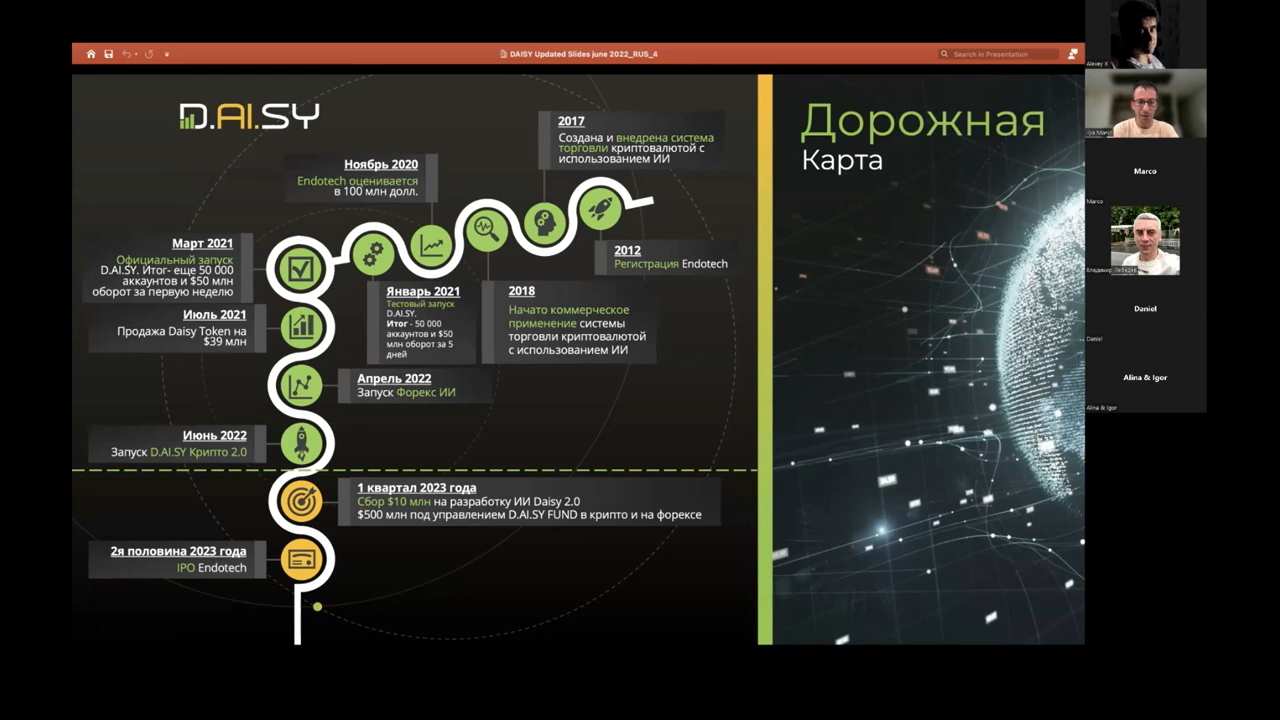 DAISY Updated Slides june 2022_RUS_4
Search in Presentation
D.AI.SY
2017
Создана и внедрена система
торговли криптовалютой с
использованием ИИ
Ноябрь 2020
Endotech оценивается
в 100 млн долл.
Март 2021
Официальный запуск
D.AI.SY. Итог- еще 50 000
аккаунтов и $50 млн
оборот за первую неделю
2012
Регистрация Endotech
Январь 2021
Тестовый запуск
D.AI.SY.
Итог - 50 000
аккаунтов и $50
млн оборот за 5
дней
2018
Начато коммерческое
применение системы
торговли криптовалютой
с использованием ИИ
Июль 2021
Продажа Daisy Token на
$39 млн
Апрель 2022
Запуск Форекс ИИ
Июнь 2022
Запуск D.AI.SY Крипто 2.0
1 квартал 2023 года
Сбор $10 млн на разработку ИИ Daisy 2.0
$500 млн под управлением D.AI.SY FUND в крипто и на форексе
2я половина 2023 года
IPO Endotech
Дорожная
Карта
Alexey X
Marco
Marco
Владимир Лебедев
Daniel
Daniel
Alina & Igor
Alina & Igor